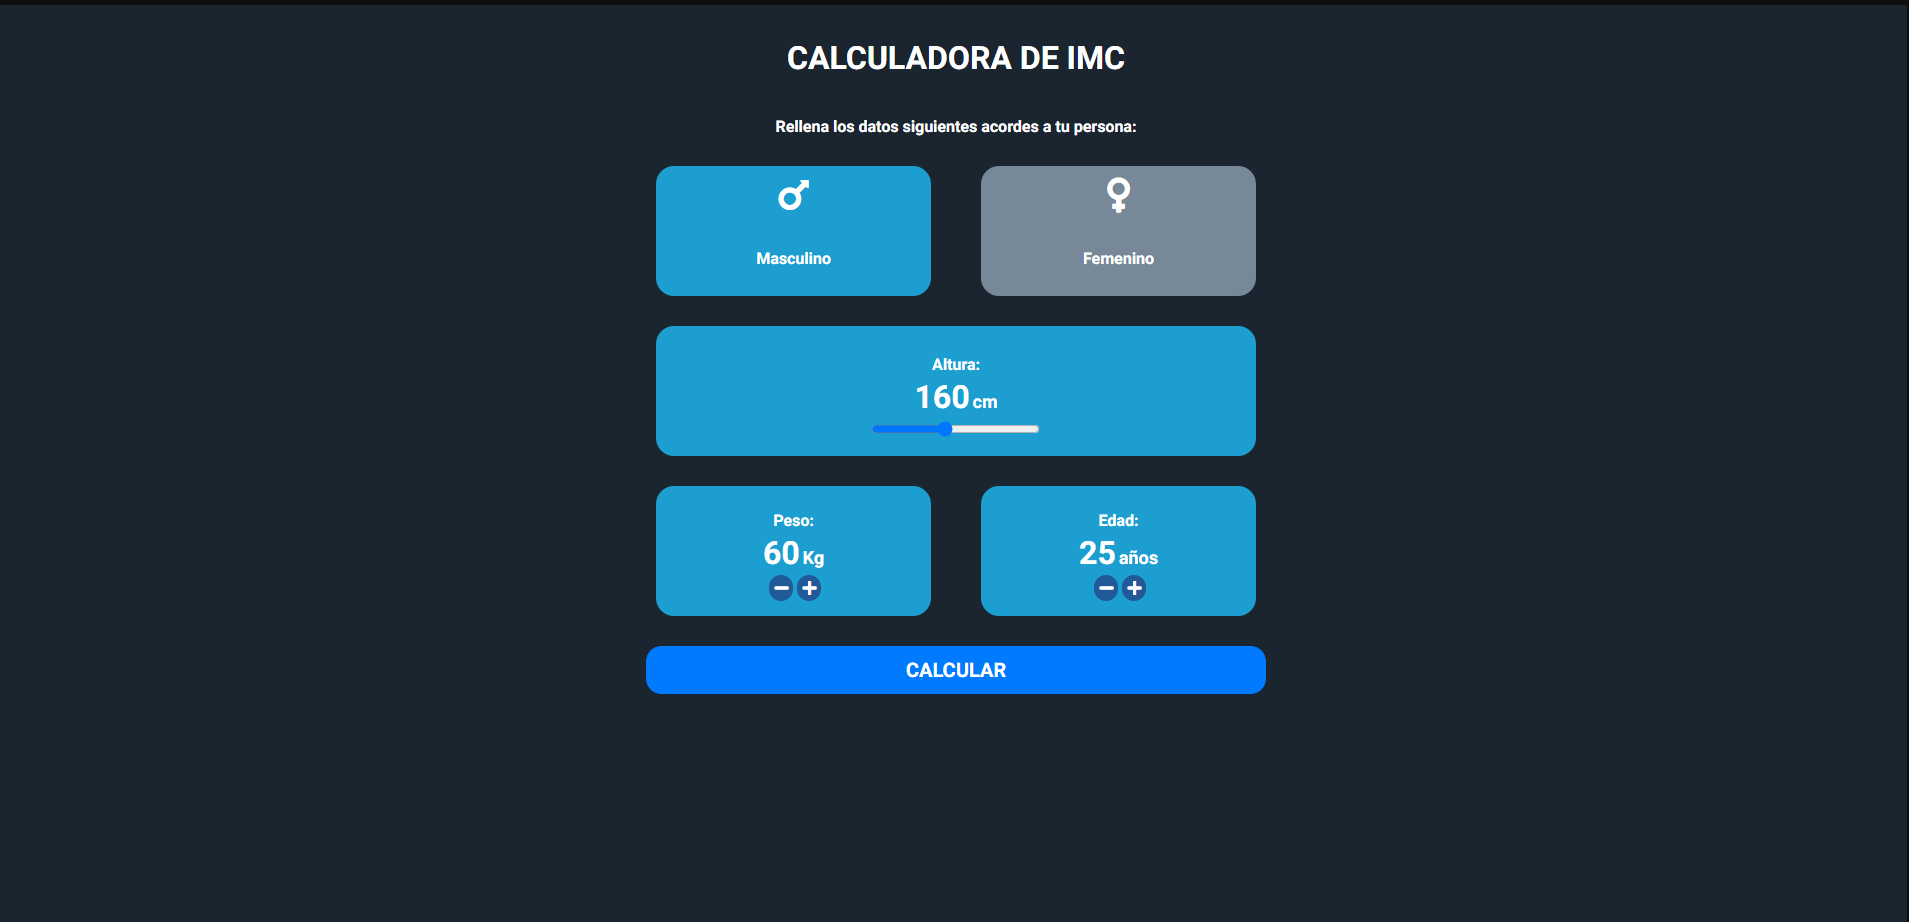 CALCULADORA DE IMC
Rellena los datos siguientes acordes a tu persona:
Masculino
Femenino
Altura:
160 cm
Peso:
60 Kg
Edad:
25 años
CALCULAR